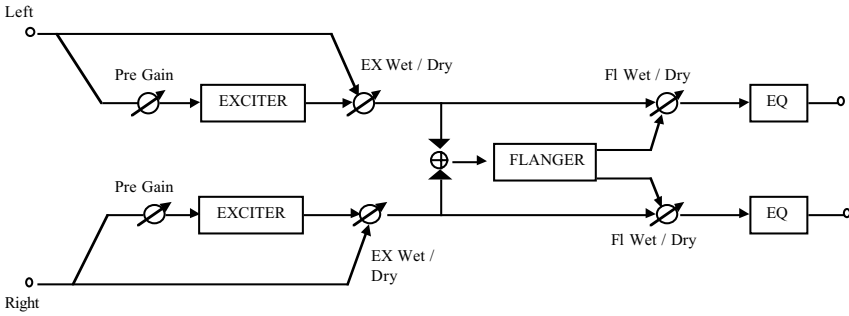 Left
Pre Gain
EX Wet / Dry
Fl Wet / Dry
EXCITER
EQ
FLANGER
Pre Gain
EXCITER
EQ
Fl Wet / Dry
EX Wet /
Dry
Right